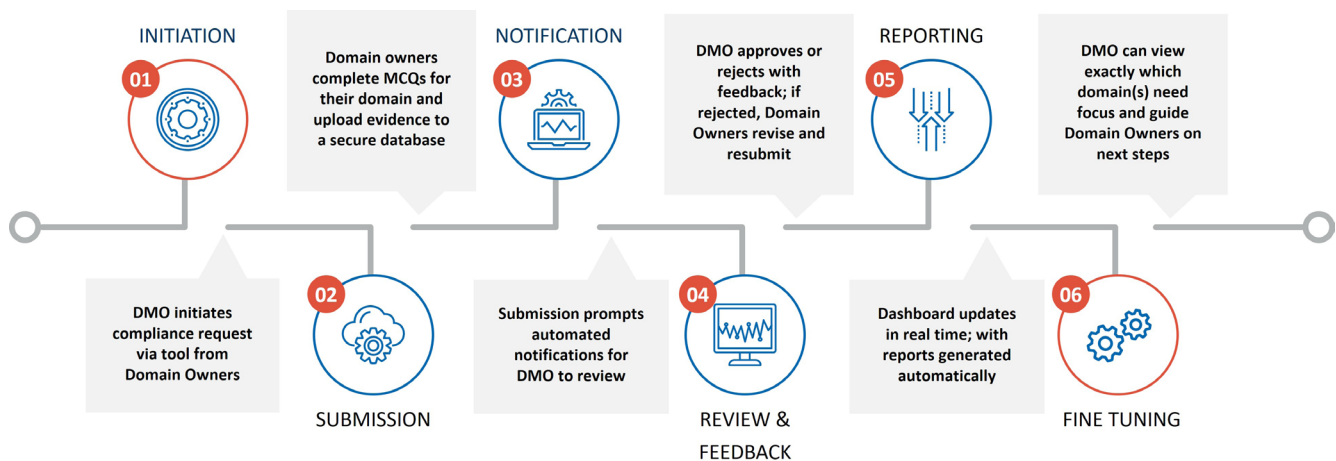 INITIATION
01
DMO initiates
compliance request
via tool from
Domain Owners
02
SUBMISSION
Domain owners
complete MCQs for
their domain and
upload evidence to
a secure database
NOTIFICATION
03
Submission prompts
automated
notifications for
DMO to review
04
REVIEW &
FEEDBACK
DMO approves or
rejects with
feedback; if
rejected, Domain
Owners revise and
resubmit
REPORTING
05
Dashboard updates
in real time; with
reports generated
automatically
06
FINE TUNING
DMO can view
exactly which
domain(s) need
focus and guide
Domain Owners on
next steps